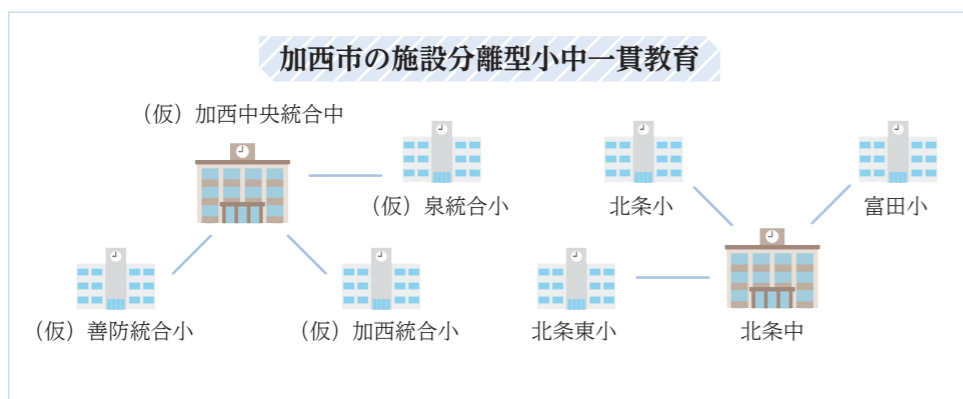 加西市の施設分離型小中一貫教育
（仮）加西中央統合中
（仮）泉統合小
北条小
富田小
（仮）善防統合小
（仮）加西統合小
北条東小
北条中